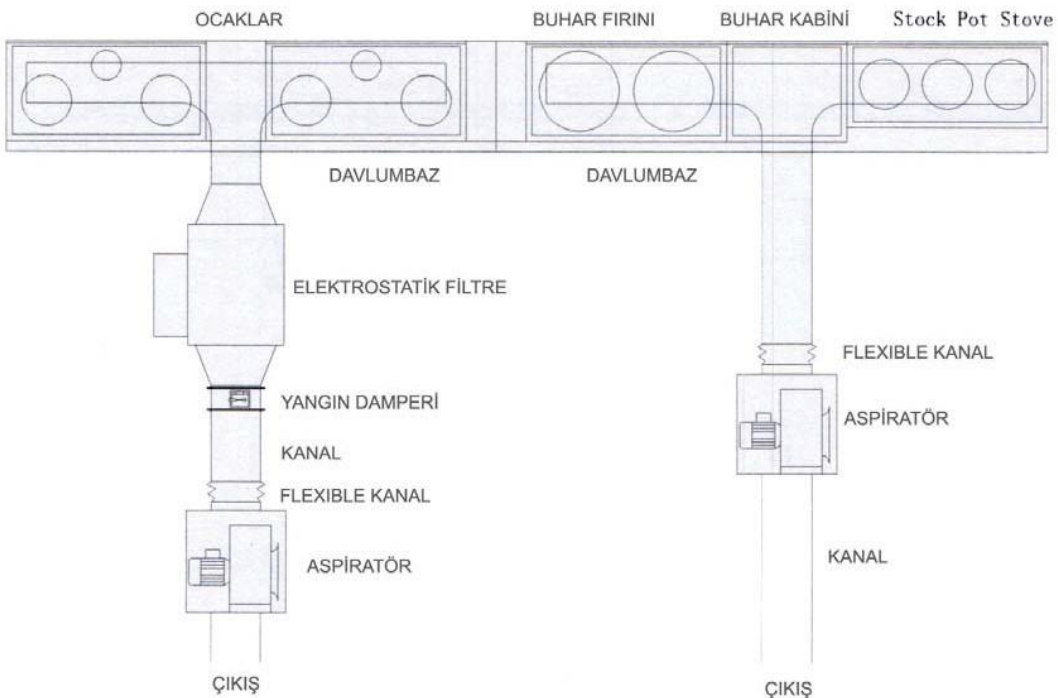 OCAKLAR
BUHAR FIRINI
BUHAR KABİNİ
Stock Pot Stove
DAVLUMBAZ
DAVLUMBAZ
ELEKTROSTATİK FİLTRE
FLEXIBLE KANAL
YANGIN DAMPERİ
ASPİRATÖR
KANAL
FLEXIBLE KANAL
ASPİRATÖR
KANAL
ÇIKIŞ
ÇIKIŞ